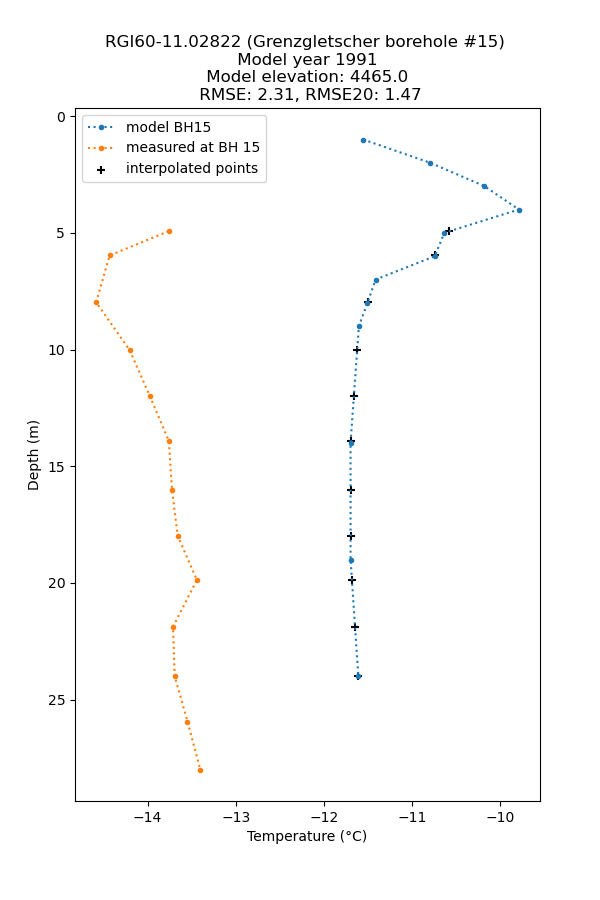 RGI60-11.02822 (Grenzgletscher borehole #15)
Model year 1991
Model elevation: 4465.0
RMSE: 2.31, RMSE20: 1.47
model BH15
measured at BH 15
interpolated points
0
5
10
15
20
25
Depth (m)
−14
−13
−12
−11
−10
Temperature (°C)